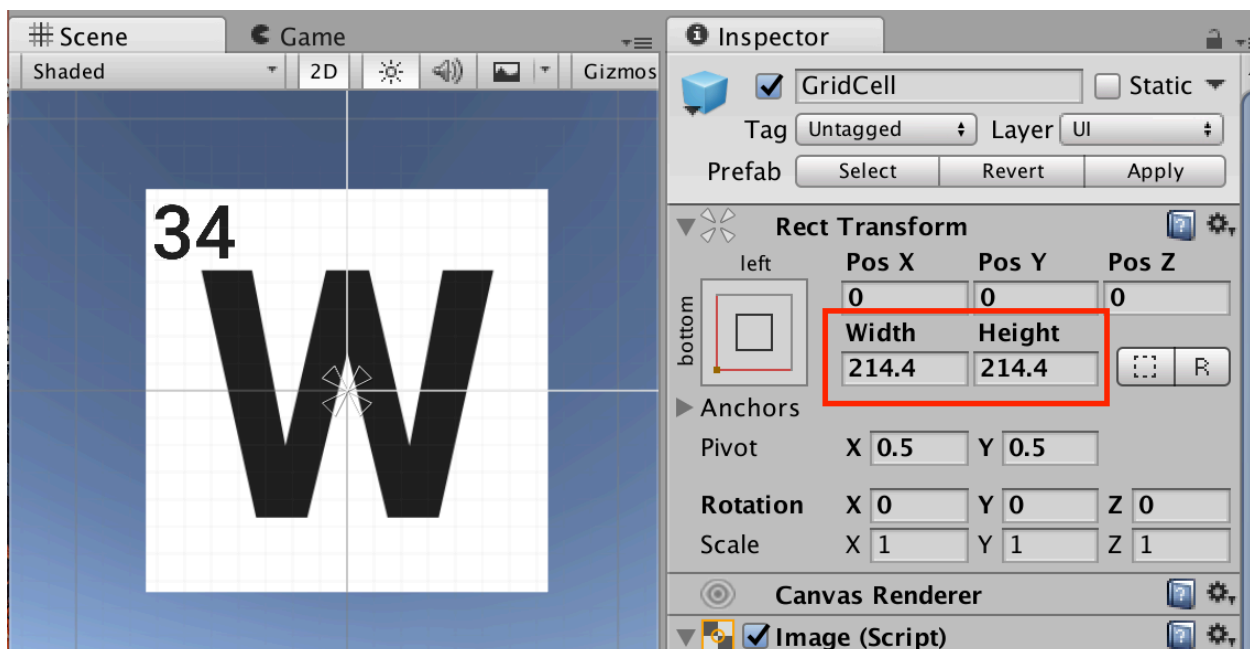 Scene Game
Shaded 2D Gizmos
34
W
Inspector
GridCell Static
Tag Untagged Layer UI
Prefab Select Revert Apply
Rect Transform
left Pos X Pos Y Pos Z
bottom 0 0 0
Width Height
214.4 214.4 R
Anchors
Pivot X 0.5 Y 0.5
Rotation X 0 Y 0 Z 0
Scale X 1 Y 1 Z 1
Canvas Renderer
Image (Script)